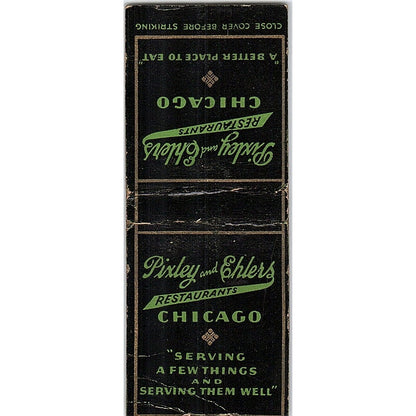 CLOSE COVER BEFORE STRIKING
"A BETTER PLACE TO EAT"
CHICAGO
RESTAURANTS
Pixley and Ehlers
Pixley and Ehlers
RESTAURANTS
CHICAGO
"SERVING
A FEW THINGS
AND
SERVING THEM WELL"